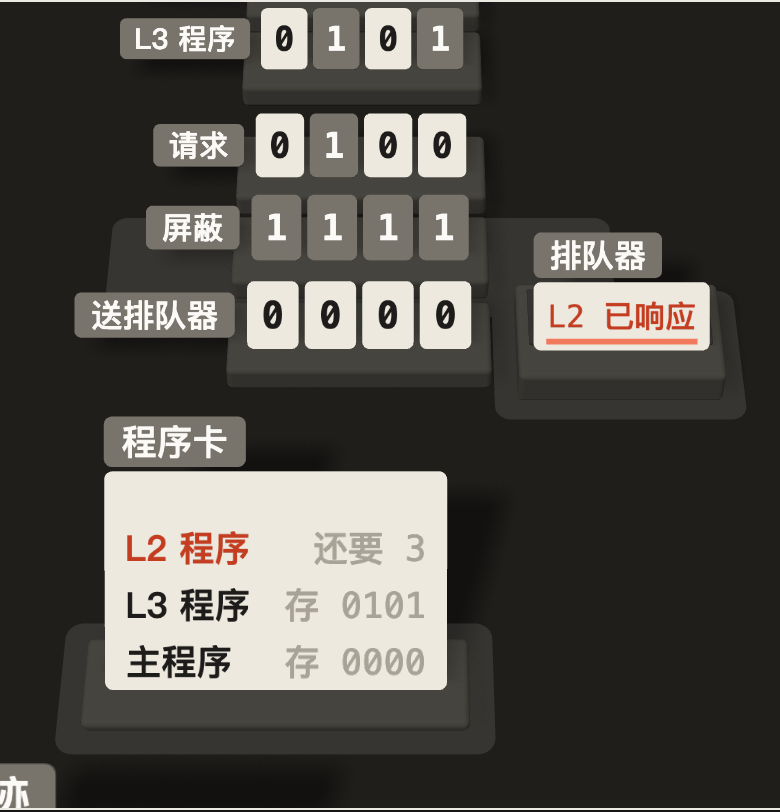 L3 程序 0 1 0 1
请求 0 1 0 0
屏蔽 1 1 1 1
送排队器 0 0 0 0
排队器
L2 已响应
程序卡
L2 程序 还要 3
L3 程序 存 0101
主程序 存 0000